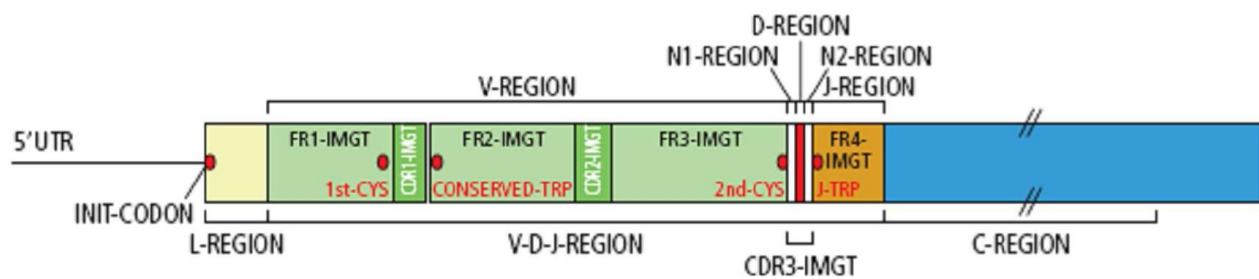 D-REGION
N1-REGION N2-REGION
V-REGION J-REGION
5'UTR FR1-IMGT CDR1-IMGT FR2-IMGT CDR2-IMGT FR3-IMGT FR4-
IMGT
1st-CYS CONSERVED-TRP 2nd-CYS J-TRP
INIT-CODON
L-REGION V-D-J-REGION C-REGION
CDR3-IMGT